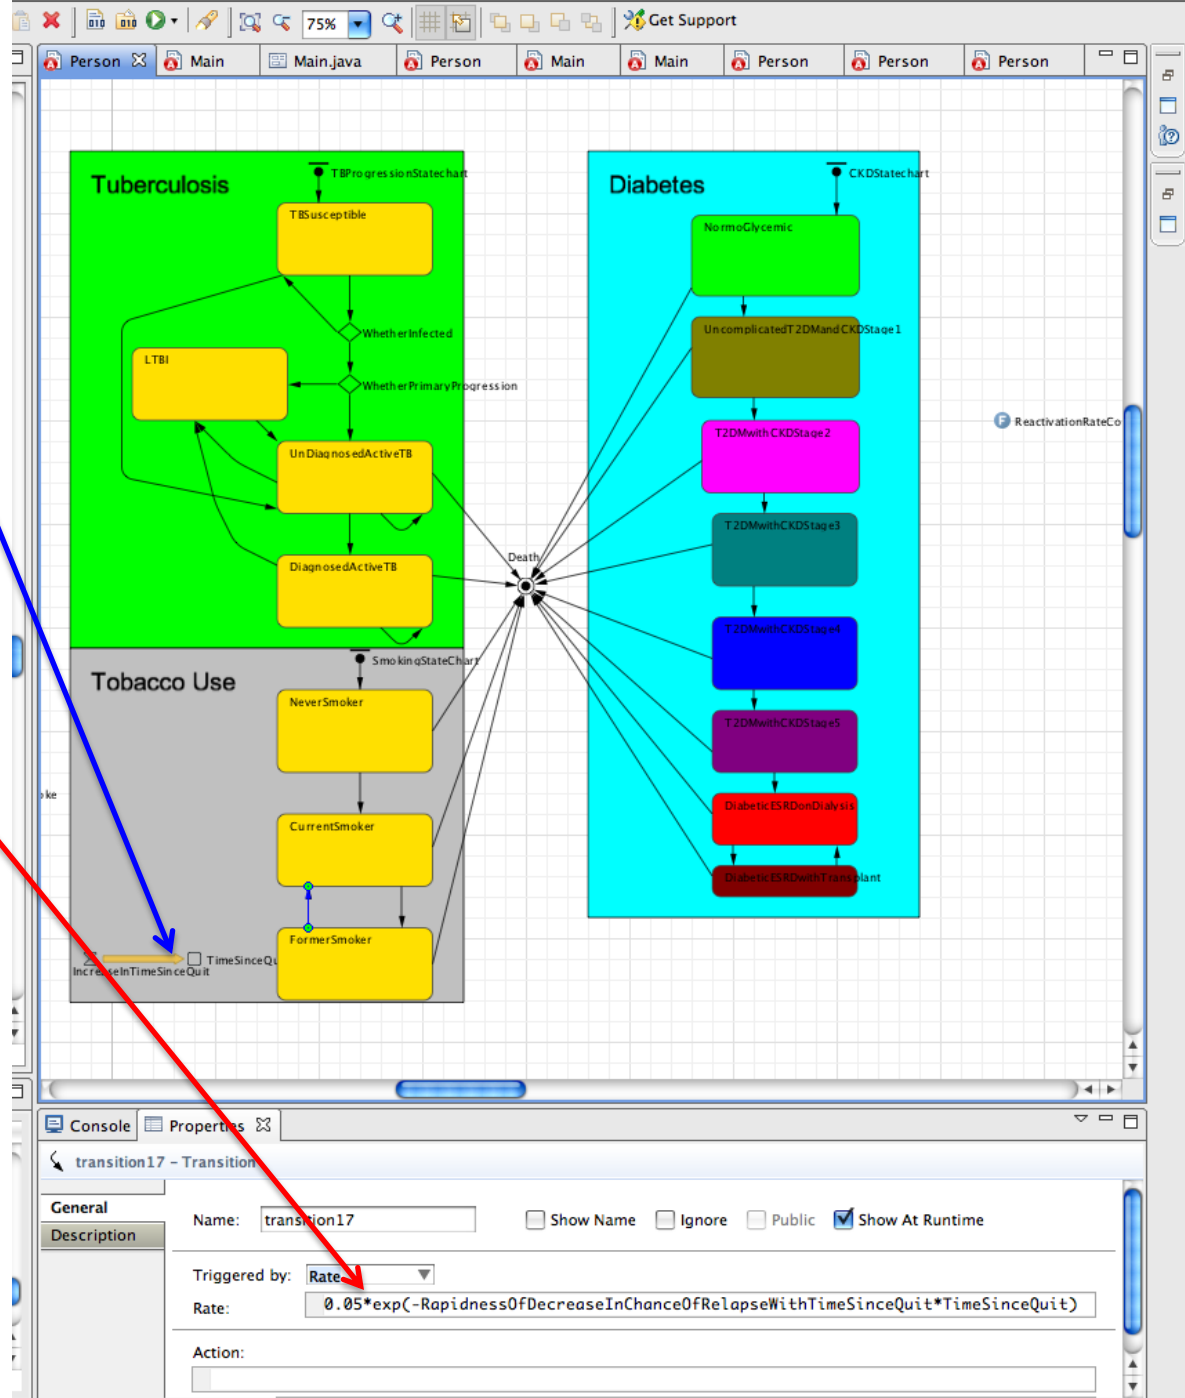 75%
Get Support
Person
Main
Main.java
Person
Main
Main
Person
Person
Person
Tuberculosis
TBProgressionStatechart
TBSusceptible
WhetherInfected
LTBI
WhetherPrimaryProgression
UnDiagnosedActiveTB
DiagnosedActiveTB
Death
Diabetes
CKDStatechart
NormoGlycemic
UncomplicatedT2DMandCKDStage1
T2DMwithCKDStage2
T2DMwithCKDStage3
T2DMwithCKDStage4
T2DMwithCKDStage5
DiabeticESRDonDialysis
DiabeticESRDwithTransplant
F ReactivationRateCo
Tobacco Use
SmokingStateChart
NeverSmoker
oke
CurrentSmoker
FormerSmoker
TimeSinceQu
IncreaseInTimeSinceQuit
Console
Properties
transition17 - Transition
General
Description
Name: transition17
Show Name
Ignore
Public
Show At Runtime
Triggered by: Rate
Rate: 0.05*exp(-RapidnessOfDecreaseInChanceOfRelapseWithTimeSinceQuit*TimeSinceQuit)
Action: